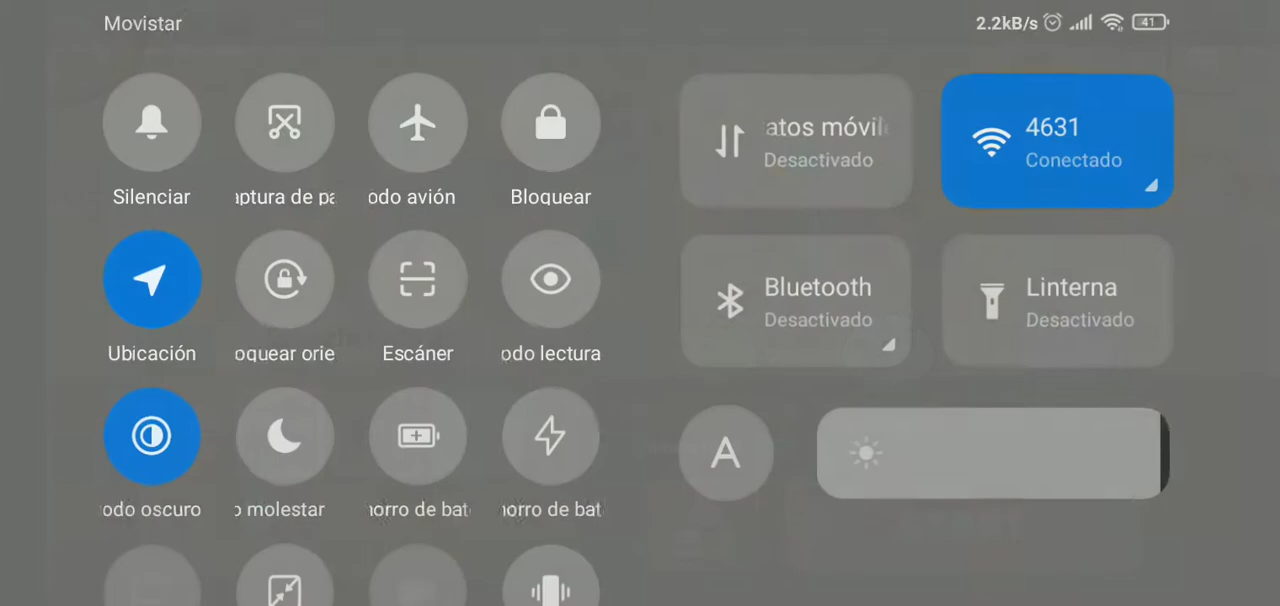 Movistar
2.2kB/s 41
Silenciar
aptura de pa
odo avión
Bloquear
atos móvil
Desactivado
4631
Conectado
Ubicación
oquear orie
Escáner
odo lectura
Bluetooth
Desactivado
Linterna
Desactivado
odo oscuro
o molestar
horro de bat
horro de bat
A